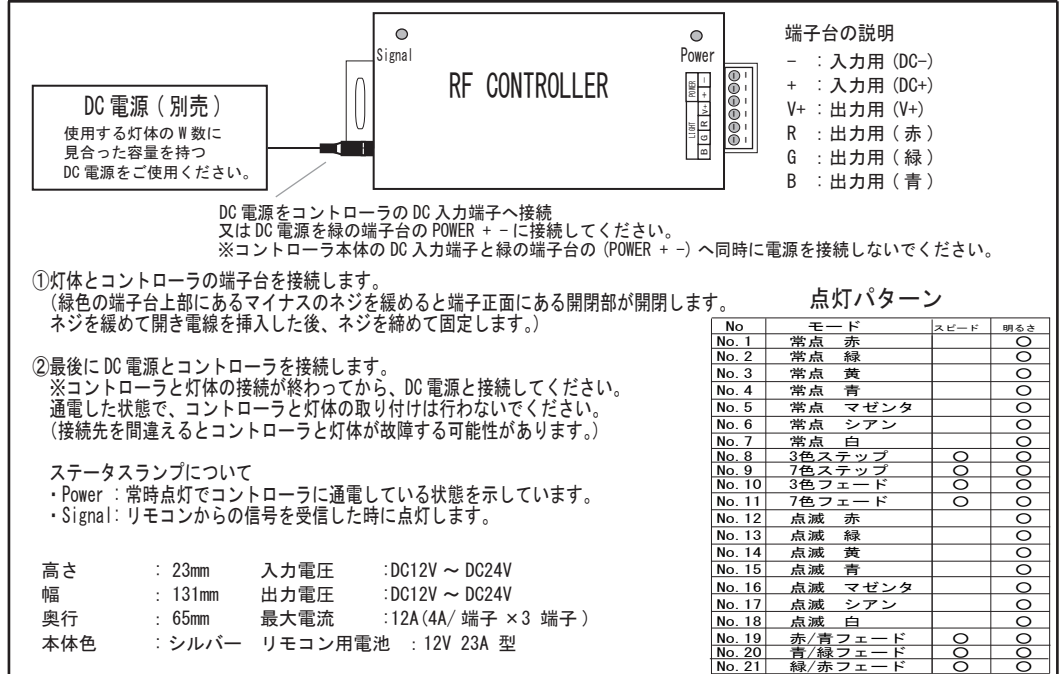 Signal
Power
RF CONTROLLER
POWER
- + V+ R G B
LIGHT
DC 電源 ( 別売 )
使用する灯体の W 数に
見合った容量を持つ
DC 電源をご使用ください。
端子台の説明
- : 入力用 (DC-)
+ : 入力用 (DC+)
V+ : 出力用 (V+)
R : 出力用 ( 赤 )
G : 出力用 ( 緑 )
B : 出力用 ( 青 )
DC 電源をコントローラの DC 入力端子へ接続
又は DC 電源を緑の端子台の POWER + - に接続してください。
※コントローラ本体の DC 入力端子と緑の端子台の (POWER + -) へ同時に電源を接続しないでください。
①灯体とコントローラの端子台を接続します。
(緑色の端子台上部にあるマイナスのネジを緩めると端子正面にある開閉部が開閉します。
ネジを緩めて開き電線を挿入した後、ネジを締めて固定します。)
②最後に DC 電源とコントローラを接続します。
※コントローラと灯体の接続が終わってから、DC 電源と接続してください。
通電した状態で、コントローラと灯体の取り付けは行わないでください。
(接続先を間違えるとコントローラと灯体が故障する可能性があります。)
ステータスランプについて
・Power : 常時点灯でコントローラに通電している状態を示しています。
・Signal: リモコンからの信号を受信した時に点灯します。
高さ : 23mm 入力電圧 :DC12V ～ DC24V
幅 : 131mm 出力電圧 :DC12V ～ DC24V
奥行 : 65mm 最大電流 :12A(4A/ 端子 ×3 端子 )
本体色 : シルバー リモコン用電池 : 12V 23A 型
点灯パターン
No モード スピード 明るさ
No. 1 常点 赤 ○
No. 2 常点 緑 ○
No. 3 常点 黄 ○
No. 4 常点 青 ○
No. 5 常点 マゼンタ ○
No. 6 常点 シアン ○
No. 7 常点 白 ○
No. 8 3色ステップ ○ ○
No. 9 7色ステップ ○ ○
No. 10 3色フェード ○ ○
No. 11 7色フェード ○ ○
No. 12 点滅 赤 ○
No. 13 点滅 緑 ○
No. 14 点滅 黄 ○
No. 15 点滅 青 ○
No. 16 点滅 マゼンタ ○
No. 17 点滅 シアン ○
No. 18 点滅 白 ○
No. 19 赤/青フェード ○ ○
No. 20 青/緑フェード ○ ○
No. 21 緑/赤フェード ○ ○